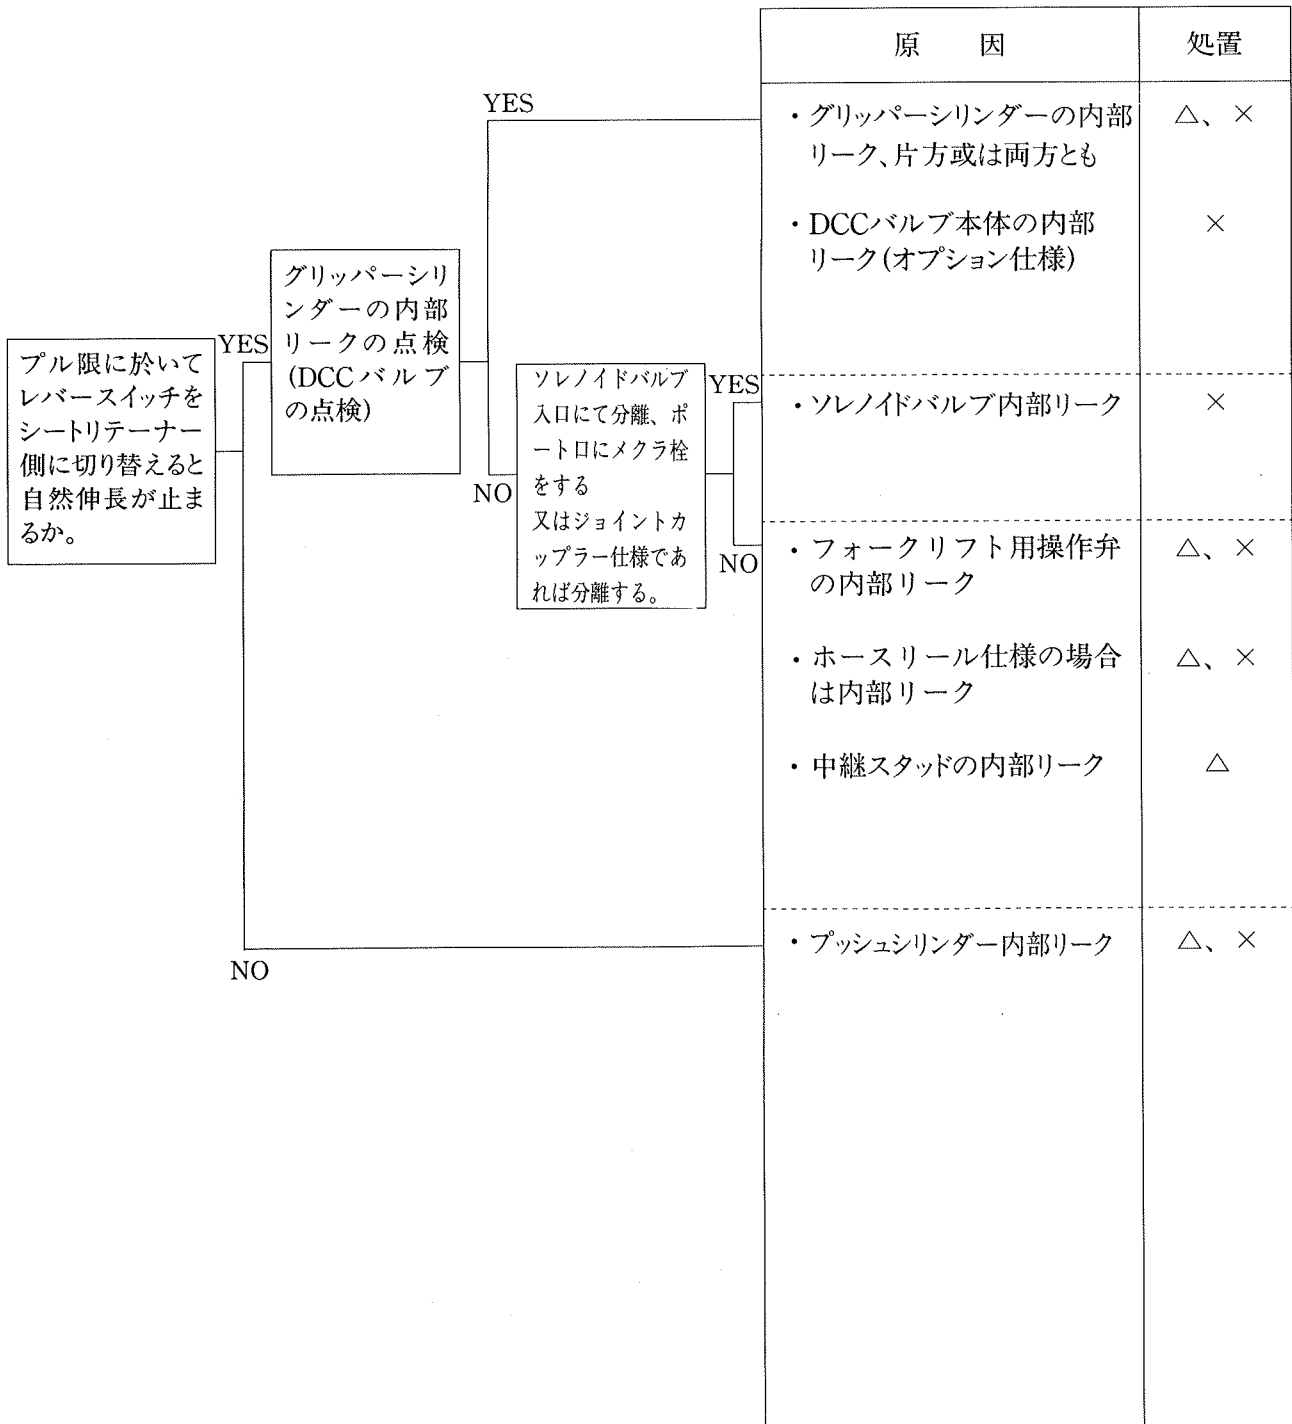 原　因
処置
YES
・グリッパーシリンダーの内部
リーク、片方或は両方とも
△、×
・DCCバルブ本体の内部
リーク(オプション仕様)
×
グリッパーシリ
ンダーの内部
リークの点検
(DCCバルブ
の点検)
YES
プル限に於いて
レバースイッチを
シートリテーナー
側に切り替えると
自然伸長が止ま
るか。
ソレノイドバルブ
入口にて分離、ポ
ート口にメクラ栓
をする
又はジョイントカ
ップラー仕様であ
れば分離する。
YES
NO
・ソレノイドバルブ内部リーク
×
NO
・フォークリフト用操作弁
の内部リーク
△、×
・ホースリール仕様の場合
は内部リーク
△、×
・中継スタッドの内部リーク
△
・プッシュシリンダー内部リーク
△、×
NO